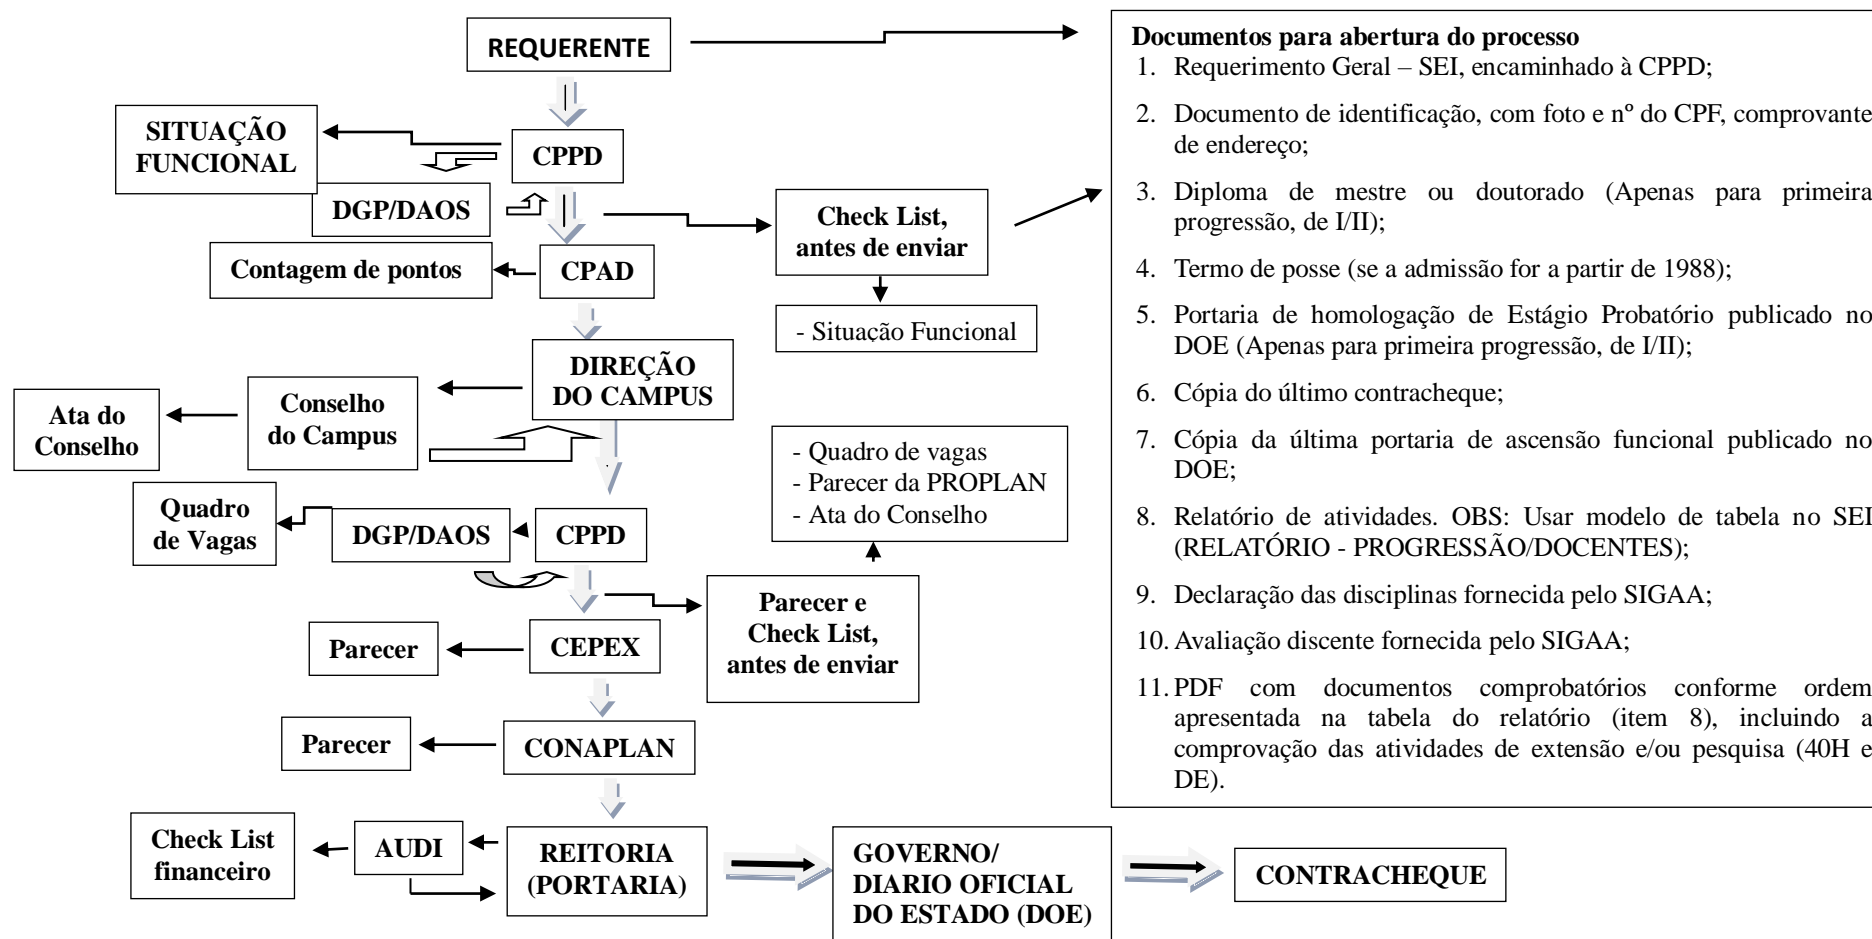 REQUERENTE
SITUAÇÃO
FUNCIONAL
CPPD
DGP/DAOS
Contagem de pontos
CPAD
Check List,
antes de enviar
- Situação Funcional
DIREÇÃO
DO CAMPUS
Conselho
do Campus
Ata do
Conselho
Quadro
de Vagas
DGP/DAOS
CPPD
- Quadro de vagas
- Parecer da PROPLAN
- Ata do Conselho
Parecer e
Check List,
antes de enviar
Parecer
CEPEX
Parecer
CONAPLAN
Check List
financeiro
AUDI
REITORIA
(PORTARIA)
GOVERNO/
DIARIO OFICIAL
DO ESTADO (DOE)
CONTRACHEQUE
Documentos para abertura do processo
1. Requerimento Geral – SEI, encaminhado à CPPD;
2. Documento de identificação, com foto e nº do CPF, comprovante
de endereço;
3. Diploma de mestre ou doutorado (Apenas para primeira
progressão, de I/II);
4. Termo de posse (se a admissão for a partir de 1988);
5. Portaria de homologação de Estágio Probatório publicado no
DOE (Apenas para primeira progressão, de I/II);
6. Cópia do último contracheque;
7. Cópia da última portaria de ascensão funcional publicado no
DOE;
8. Relatório de atividades. OBS: Usar modelo de tabela no SEI
(RELATÓRIO - PROGRESSÃO/DOCENTES);
9. Declaração das disciplinas fornecida pelo SIGAA;
10. Avaliação discente fornecida pelo SIGAA;
11. PDF com documentos comprobatórios conforme ordem
apresentada na tabela do relatório (item 8), incluindo a
comprovação das atividades de extensão e/ou pesquisa (40H e
DE).